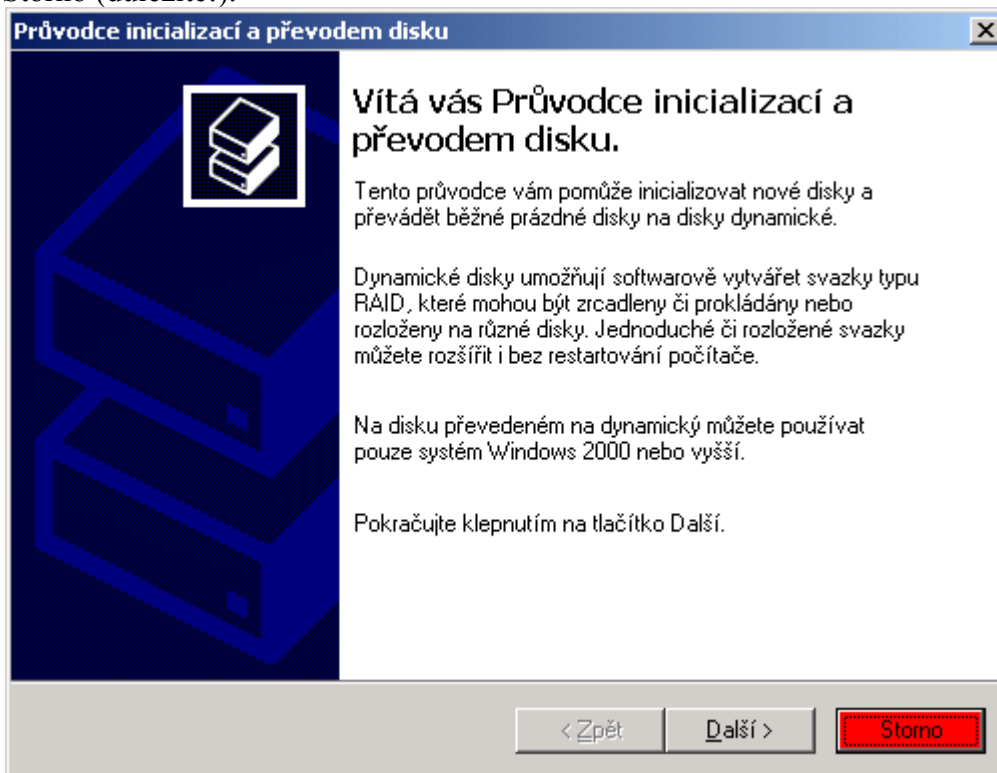 Storno (důležité!).
Průvodce inicializací a převodem disku
Vítá vás Průvodce inicializací a
převodem disku.
Tento průvodce vám pomůže inicializovat nové disky a
převádět běžné prázdné disky na disky dynamické.
Dynamické disky umožňují softwarově vytvářet svazky typu
RAID, které mohou být zrcadleny či prokládány nebo
rozloženy na různé disky. Jednoduché či rozložené svazky
můžete rozšířit i bez restartování počítače.
Na disku převedeném na dynamický můžete používat
pouze systém Windows 2000 nebo vyšší.
Pokračujte klepnutím na tlačítko Další.
< Zpět Další > Storno